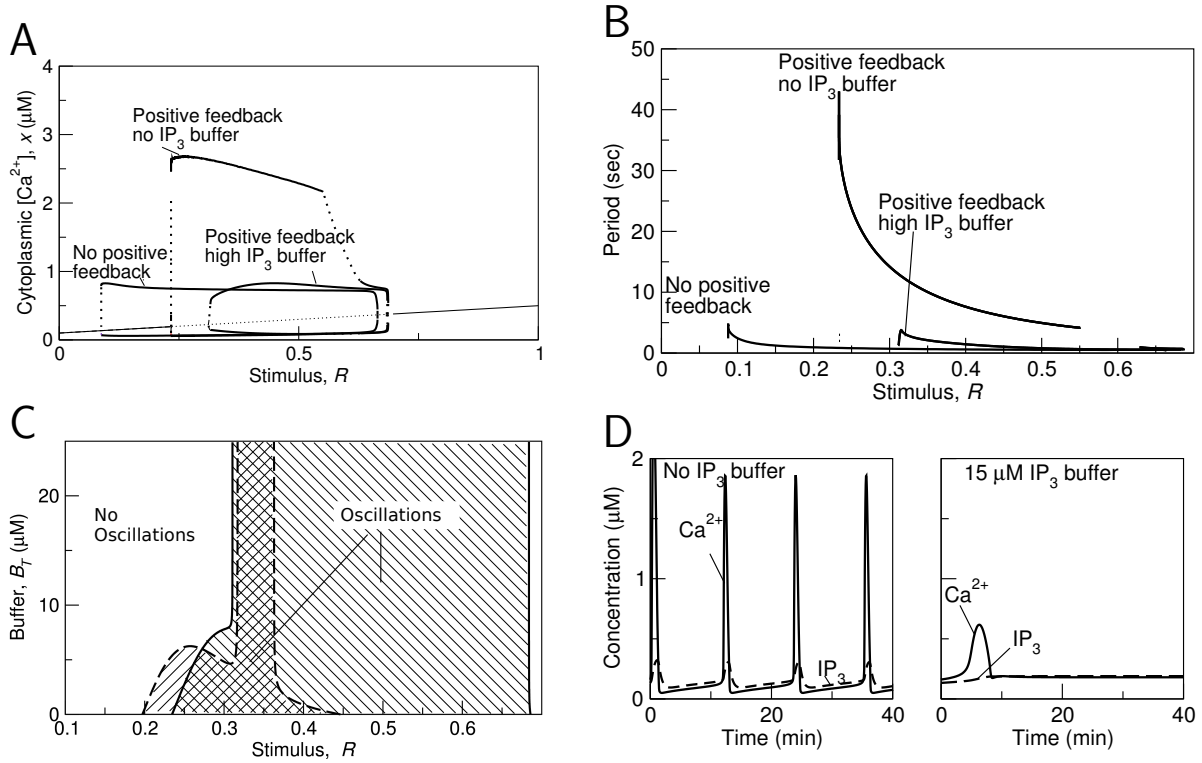 A
Cytoplasmic [Ca2+], x (μM)
4
3
2
1
0
Positive feedback
no IP3 buffer
No positive
feedback
Positive feedback
high IP3 buffer
0
0.5
1
Stimulus, R
B
Period (sec)
50
40
30
20
10
0
Positive feedback
no IP3 buffer
Positive feedback
high IP3 buffer
No positive
feedback
0
0.1
0.2
0.3
0.4
0.5
0.6
Stimulus, R
C
Buffer, BT (μM)
20
10
0
No
Oscillations
Oscillations
0.1
0.2
0.3
0.4
0.5
0.6
Stimulus, R
D
Concentration (μM)
2
1
0
No IP3 buffer
Ca2+
IP3
0
20
40
Time (min)
15 μM IP3 buffer
Ca2+
IP3
0
20
40
Time (min)